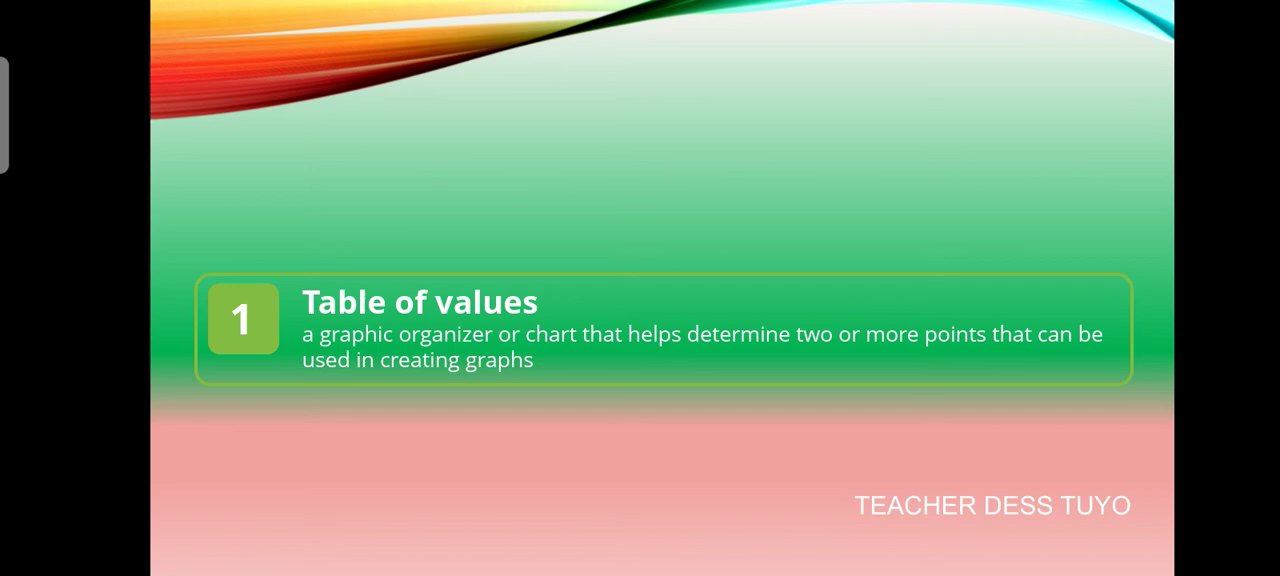 1
Table of values
a graphic organizer or chart that helps determine two or more points that can be
used in creating graphs
TEACHER DESS TUYO